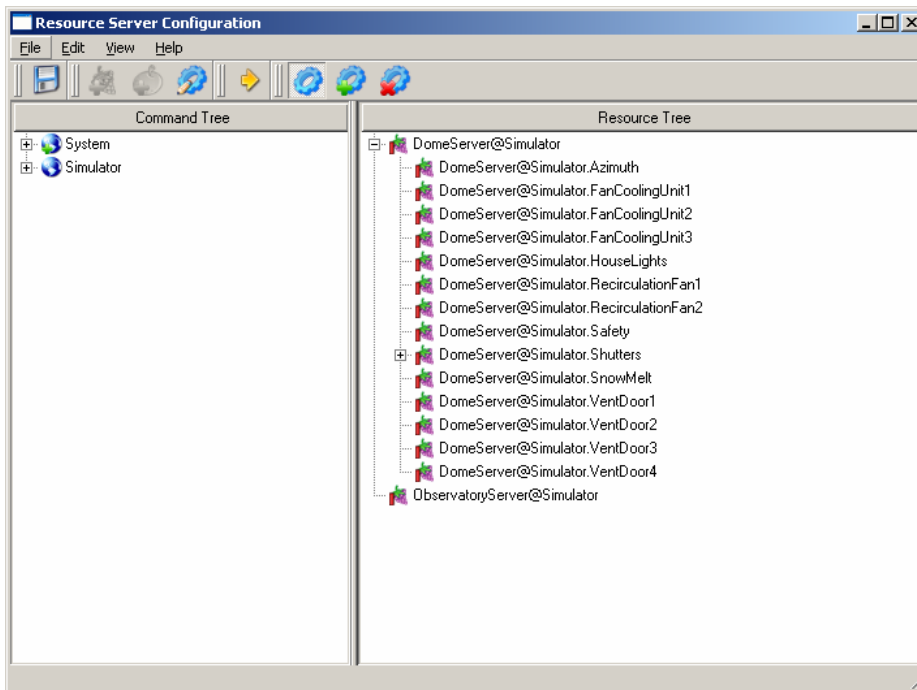 Resource Server Configuration
File Edit View Help
Command Tree
System
Simulator
Resource Tree
DomeServer@Simulator
DomeServer@Simulator.Azimuth
DomeServer@Simulator.FanCoolingUnit1
DomeServer@Simulator.FanCoolingUnit2
DomeServer@Simulator.FanCoolingUnit3
DomeServer@Simulator.HouseLights
DomeServer@Simulator.RecirculationFan1
DomeServer@Simulator.RecirculationFan2
DomeServer@Simulator.Safety
DomeServer@Simulator.Shutters
DomeServer@Simulator.SnowMelt
DomeServer@Simulator.VentDoor1
DomeServer@Simulator.VentDoor2
DomeServer@Simulator.VentDoor3
DomeServer@Simulator.VentDoor4
ObservatoryServer@Simulator